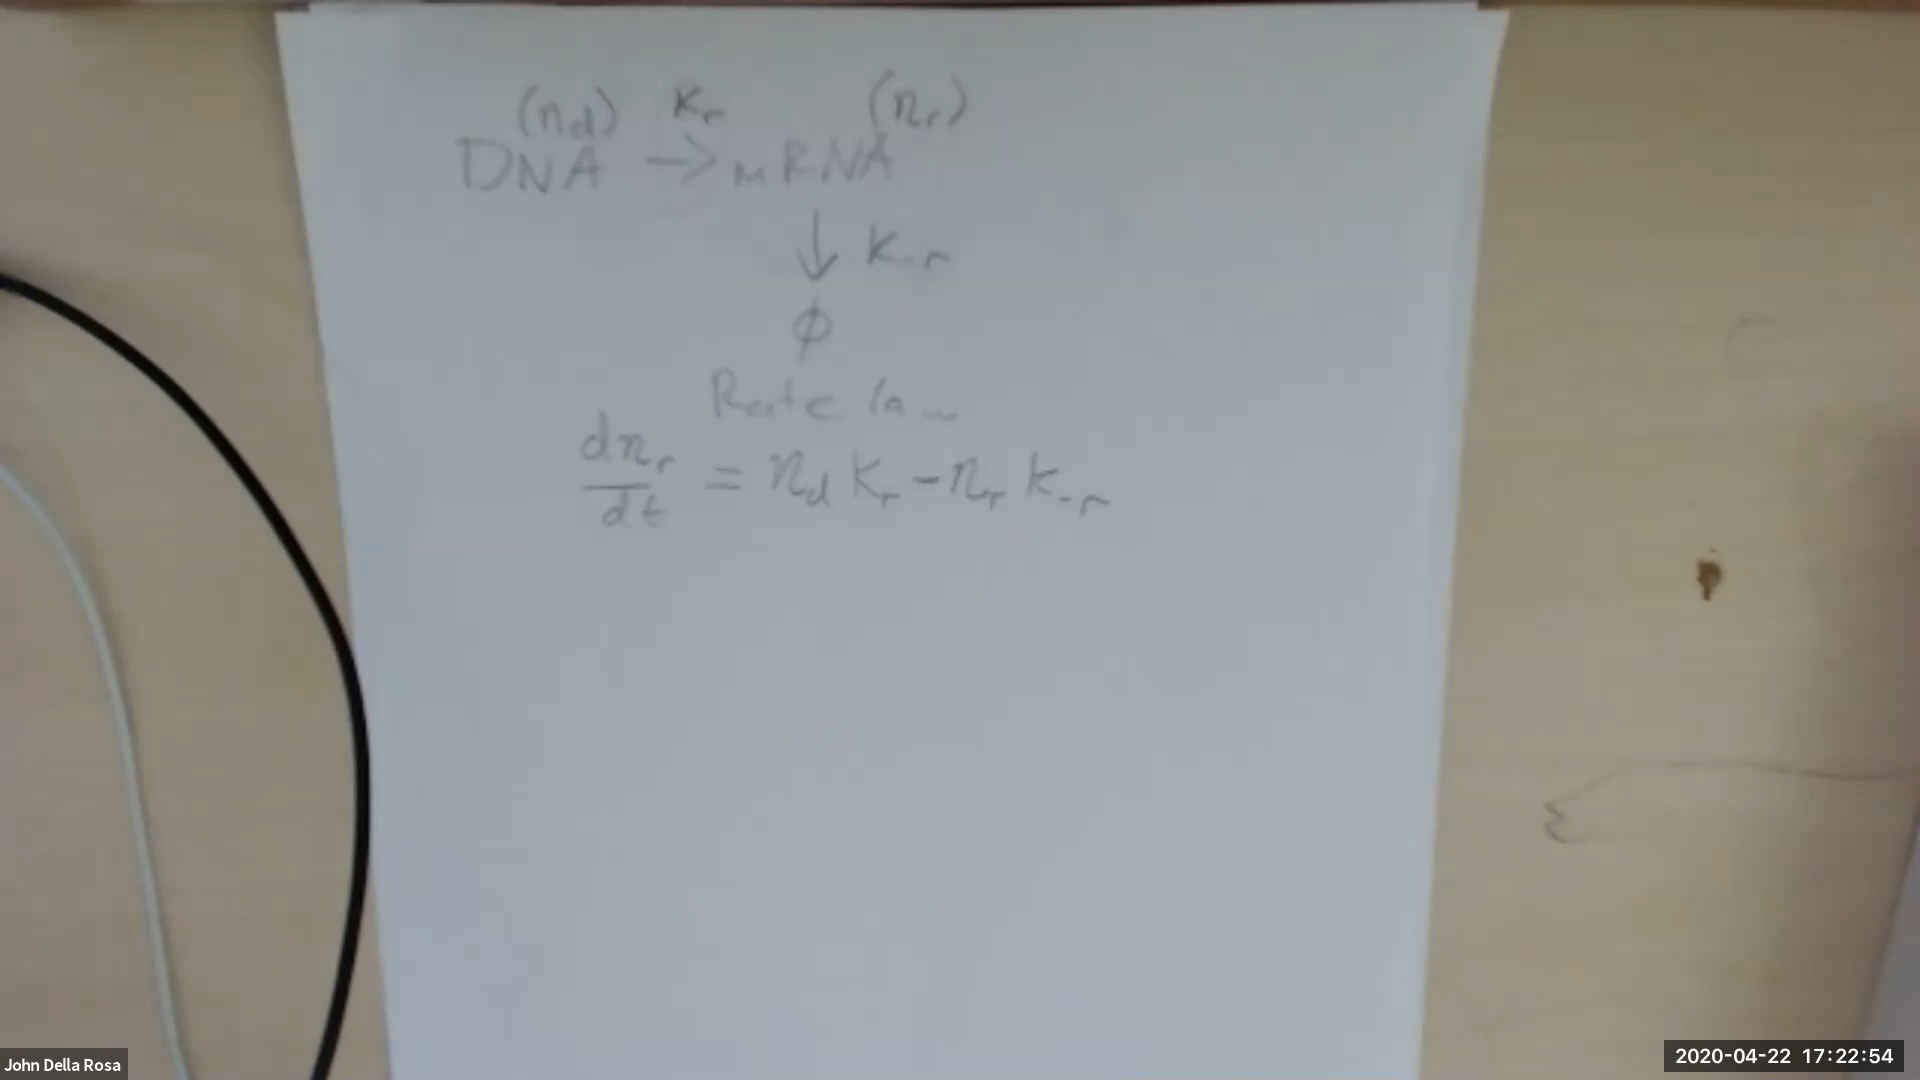 (n_d) K_r (n_r)
DNA → mRNA
↓ K_-r
ϕ
Rate law
dn_r/dt = n_d K_r - n_r K_-r
John Della Rosa
2020-04-22 17:22:54